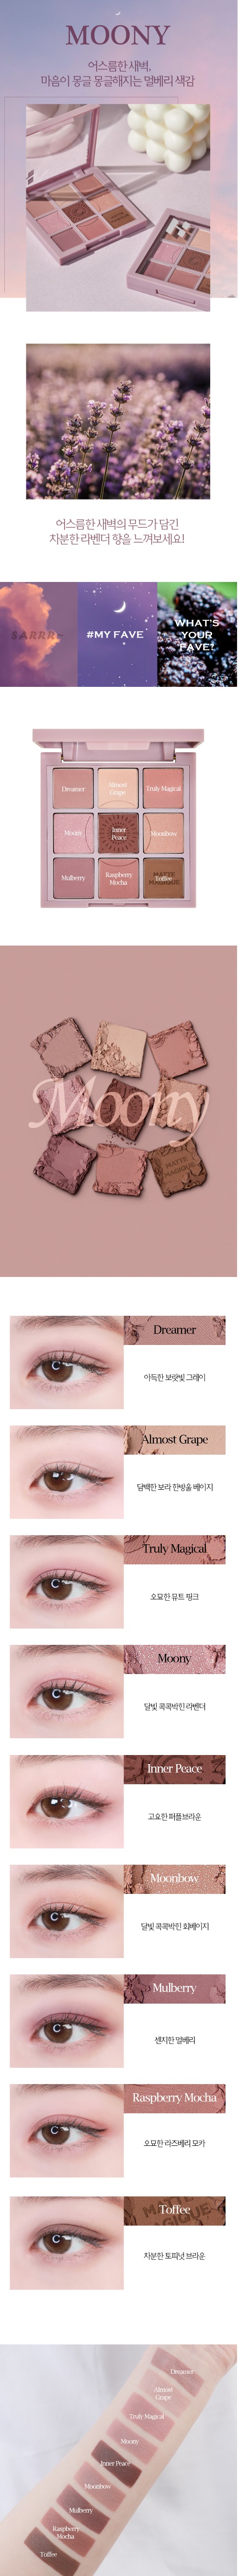 MOONY
어스름한 새벽,
마음이 몽글 몽글해지는 멀베리 색감
어스름한 새벽의 무드가 담긴
차분한 라벤더 향을 느껴보세요!
#MY FAVE
WHAT'S
YOUR
FAVE?
Dreamer
Almost
Grape
Truly Magical
Moony
Inner
Peace
Moonbow
Mulberry
Raspberry
Mocha
MATTE
MAGIQUE
Toffee
Moony
MATTE
MAGIQUE
Dreamer
아득한 보랏빛 그레이
Almost Grape
담백한 보라 한방울 베이지
Truly Magical
오묘한 뮤트 핑크
Moony
달빛 콕콕박힌 라벤더
Inner Peace
고요한 퍼플브라운
Moonbow
달빛 콕콕박힌 회베이지
Mulberry
센치한 멀베리
Raspberry Mocha
오묘한 라즈베리 모카
Toffee
차분한 토피넛 브라운
Dreamer
Almost
Grape
Truly Magical
Moony
Inner Peace
Moonbow
Mulberry
Raspberry
Mocha
Toffee